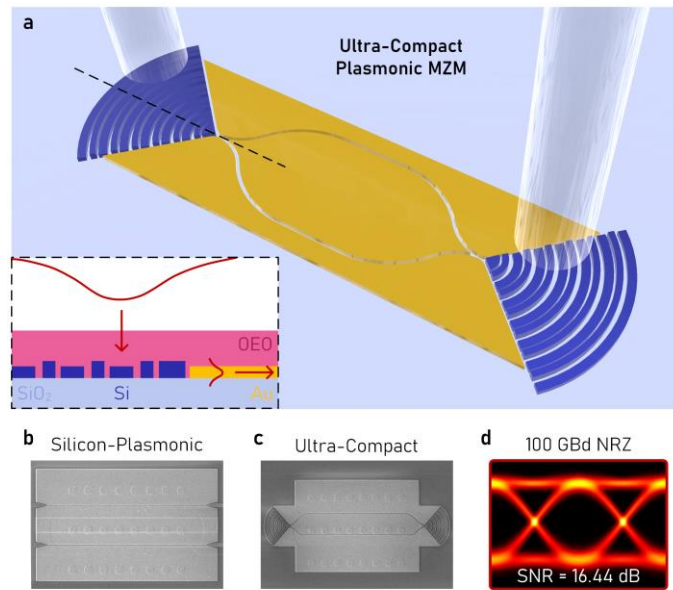 a
Ultra-Compact
Plasmonic MZM
OEO
SiO₂
Si
Au
b
Silicon-Plasmonic
c
Ultra-Compact
d
100 GBd NRZ
SNR = 16.44 dB